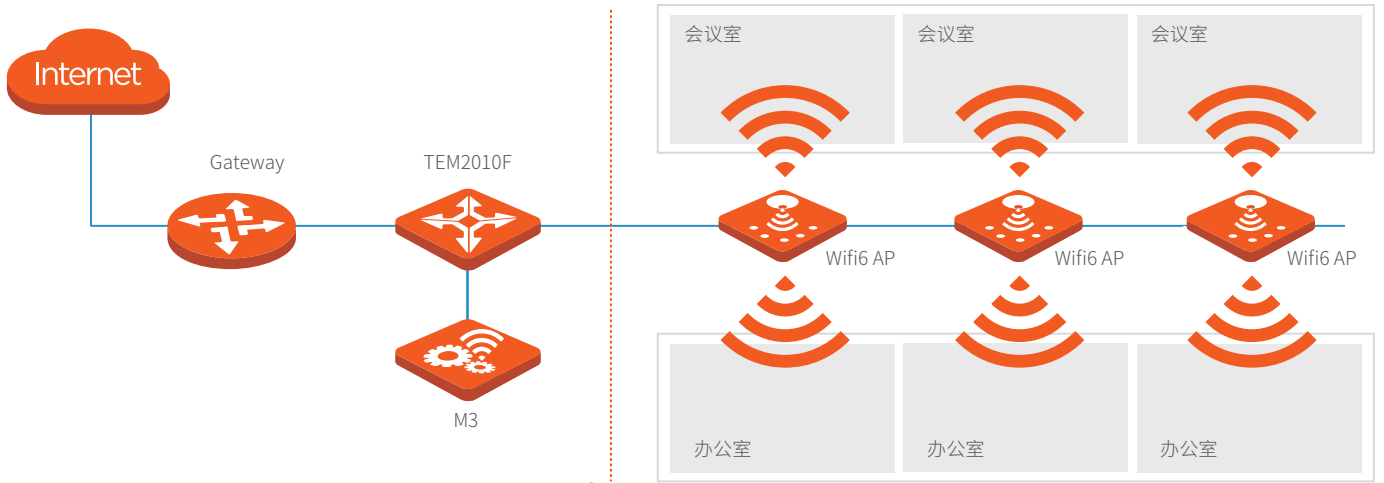 Internet
Gateway
TEM2010F
M3
会议室
会议室
会议室
Wifi6 AP
Wifi6 AP
Wifi6 AP
办公室
办公室
办公室